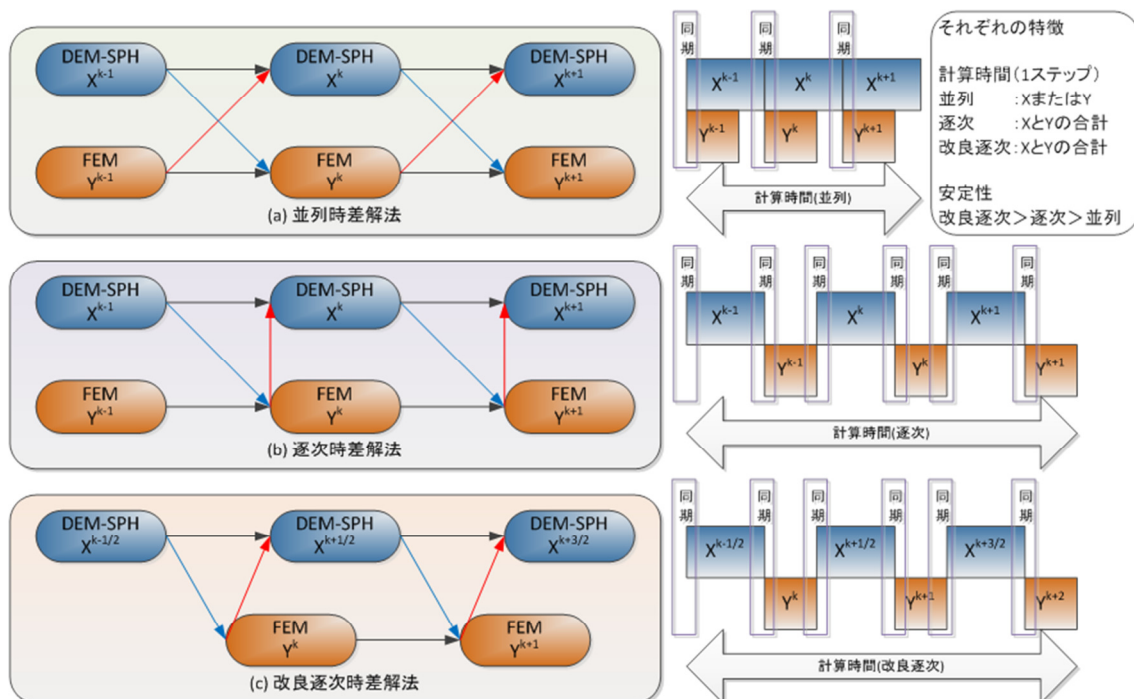 DEM-SPH
X^k-1
DEM-SPH
X^k
DEM-SPH
X^k+1
FEM
Y^k-1
FEM
Y^k
FEM
Y^k+1
(a) 並列時差解法
同期
同期
同期
X^k-1
X^k
X^k+1
Y^k-1
Y^k
Y^k+1
計算時間(並列)
それぞれの特徴
計算時間(1ステップ)
並列 :XまたはY
逐次 :XとYの合計
改良逐次:XとYの合計
安定性
改良逐次>逐次>並列
DEM-SPH
X^k-1
DEM-SPH
X^k
DEM-SPH
X^k+1
FEM
Y^k-1
FEM
Y^k
FEM
Y^k+1
(b) 逐次時差解法
同期
同期
同期
同期
同期
同期
X^k-1
X^k
X^k+1
Y^k-1
Y^k
Y^k+1
計算時間(逐次)
DEM-SPH
X^k-1/2
DEM-SPH
X^k+1/2
DEM-SPH
X^k+3/2
FEM
Y^k
FEM
Y^k+1
(c) 改良逐次時差解法
同期
同期
同期
同期
同期
同期
X^k-1/2
X^k+1/2
X^k+3/2
Y^k
Y^k+1
Y^k+2
計算時間(改良逐次)